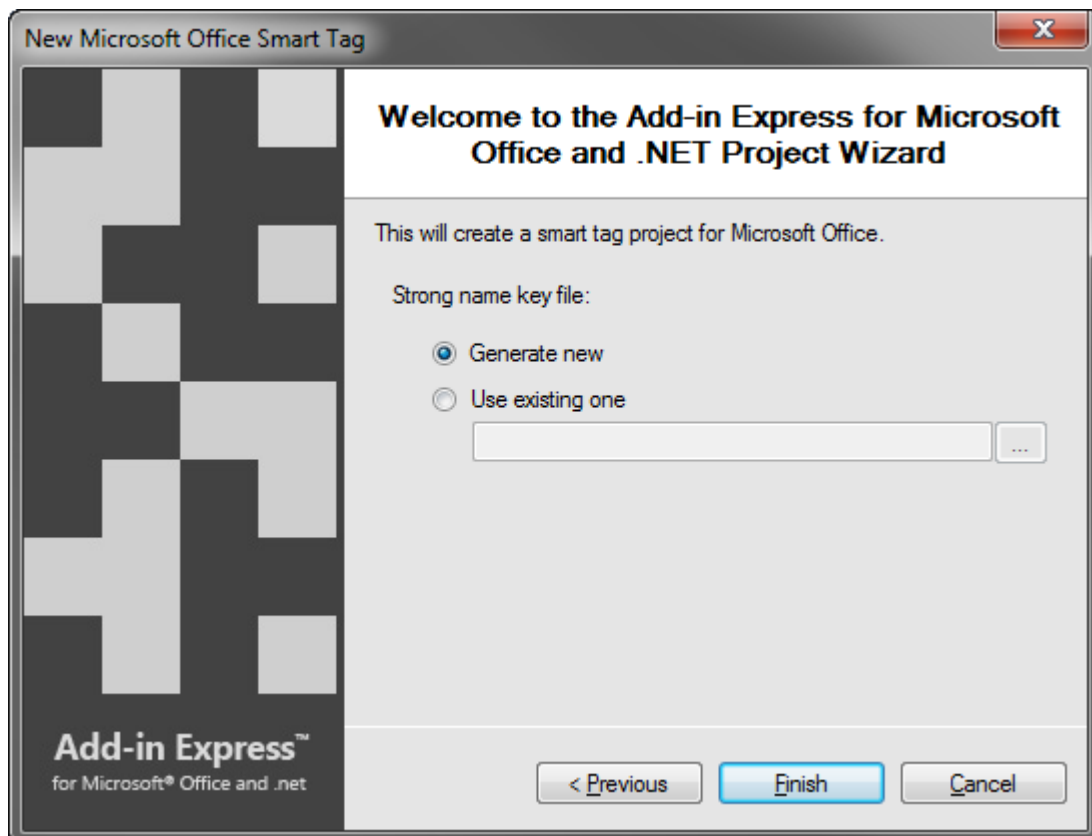 New Microsoft Office Smart Tag
Welcome to the Add-in Express for Microsoft
Office and .NET Project Wizard
This will create a smart tag project for Microsoft Office.
Strong name key file:
Generate new
Use existing one
...
Add-in Express™
for Microsoft® Office and .net
< Previous
Finish
Cancel